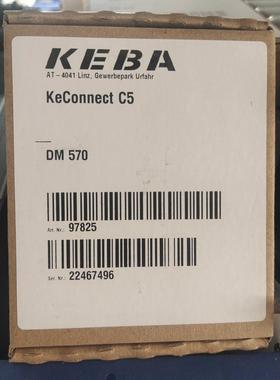 KEBA
AT-4041 Linz, Gewerbepark Urfahr
KeConnect C5
DM 570
Art. Nr.: 97825
Ser. Nr.: 22467496